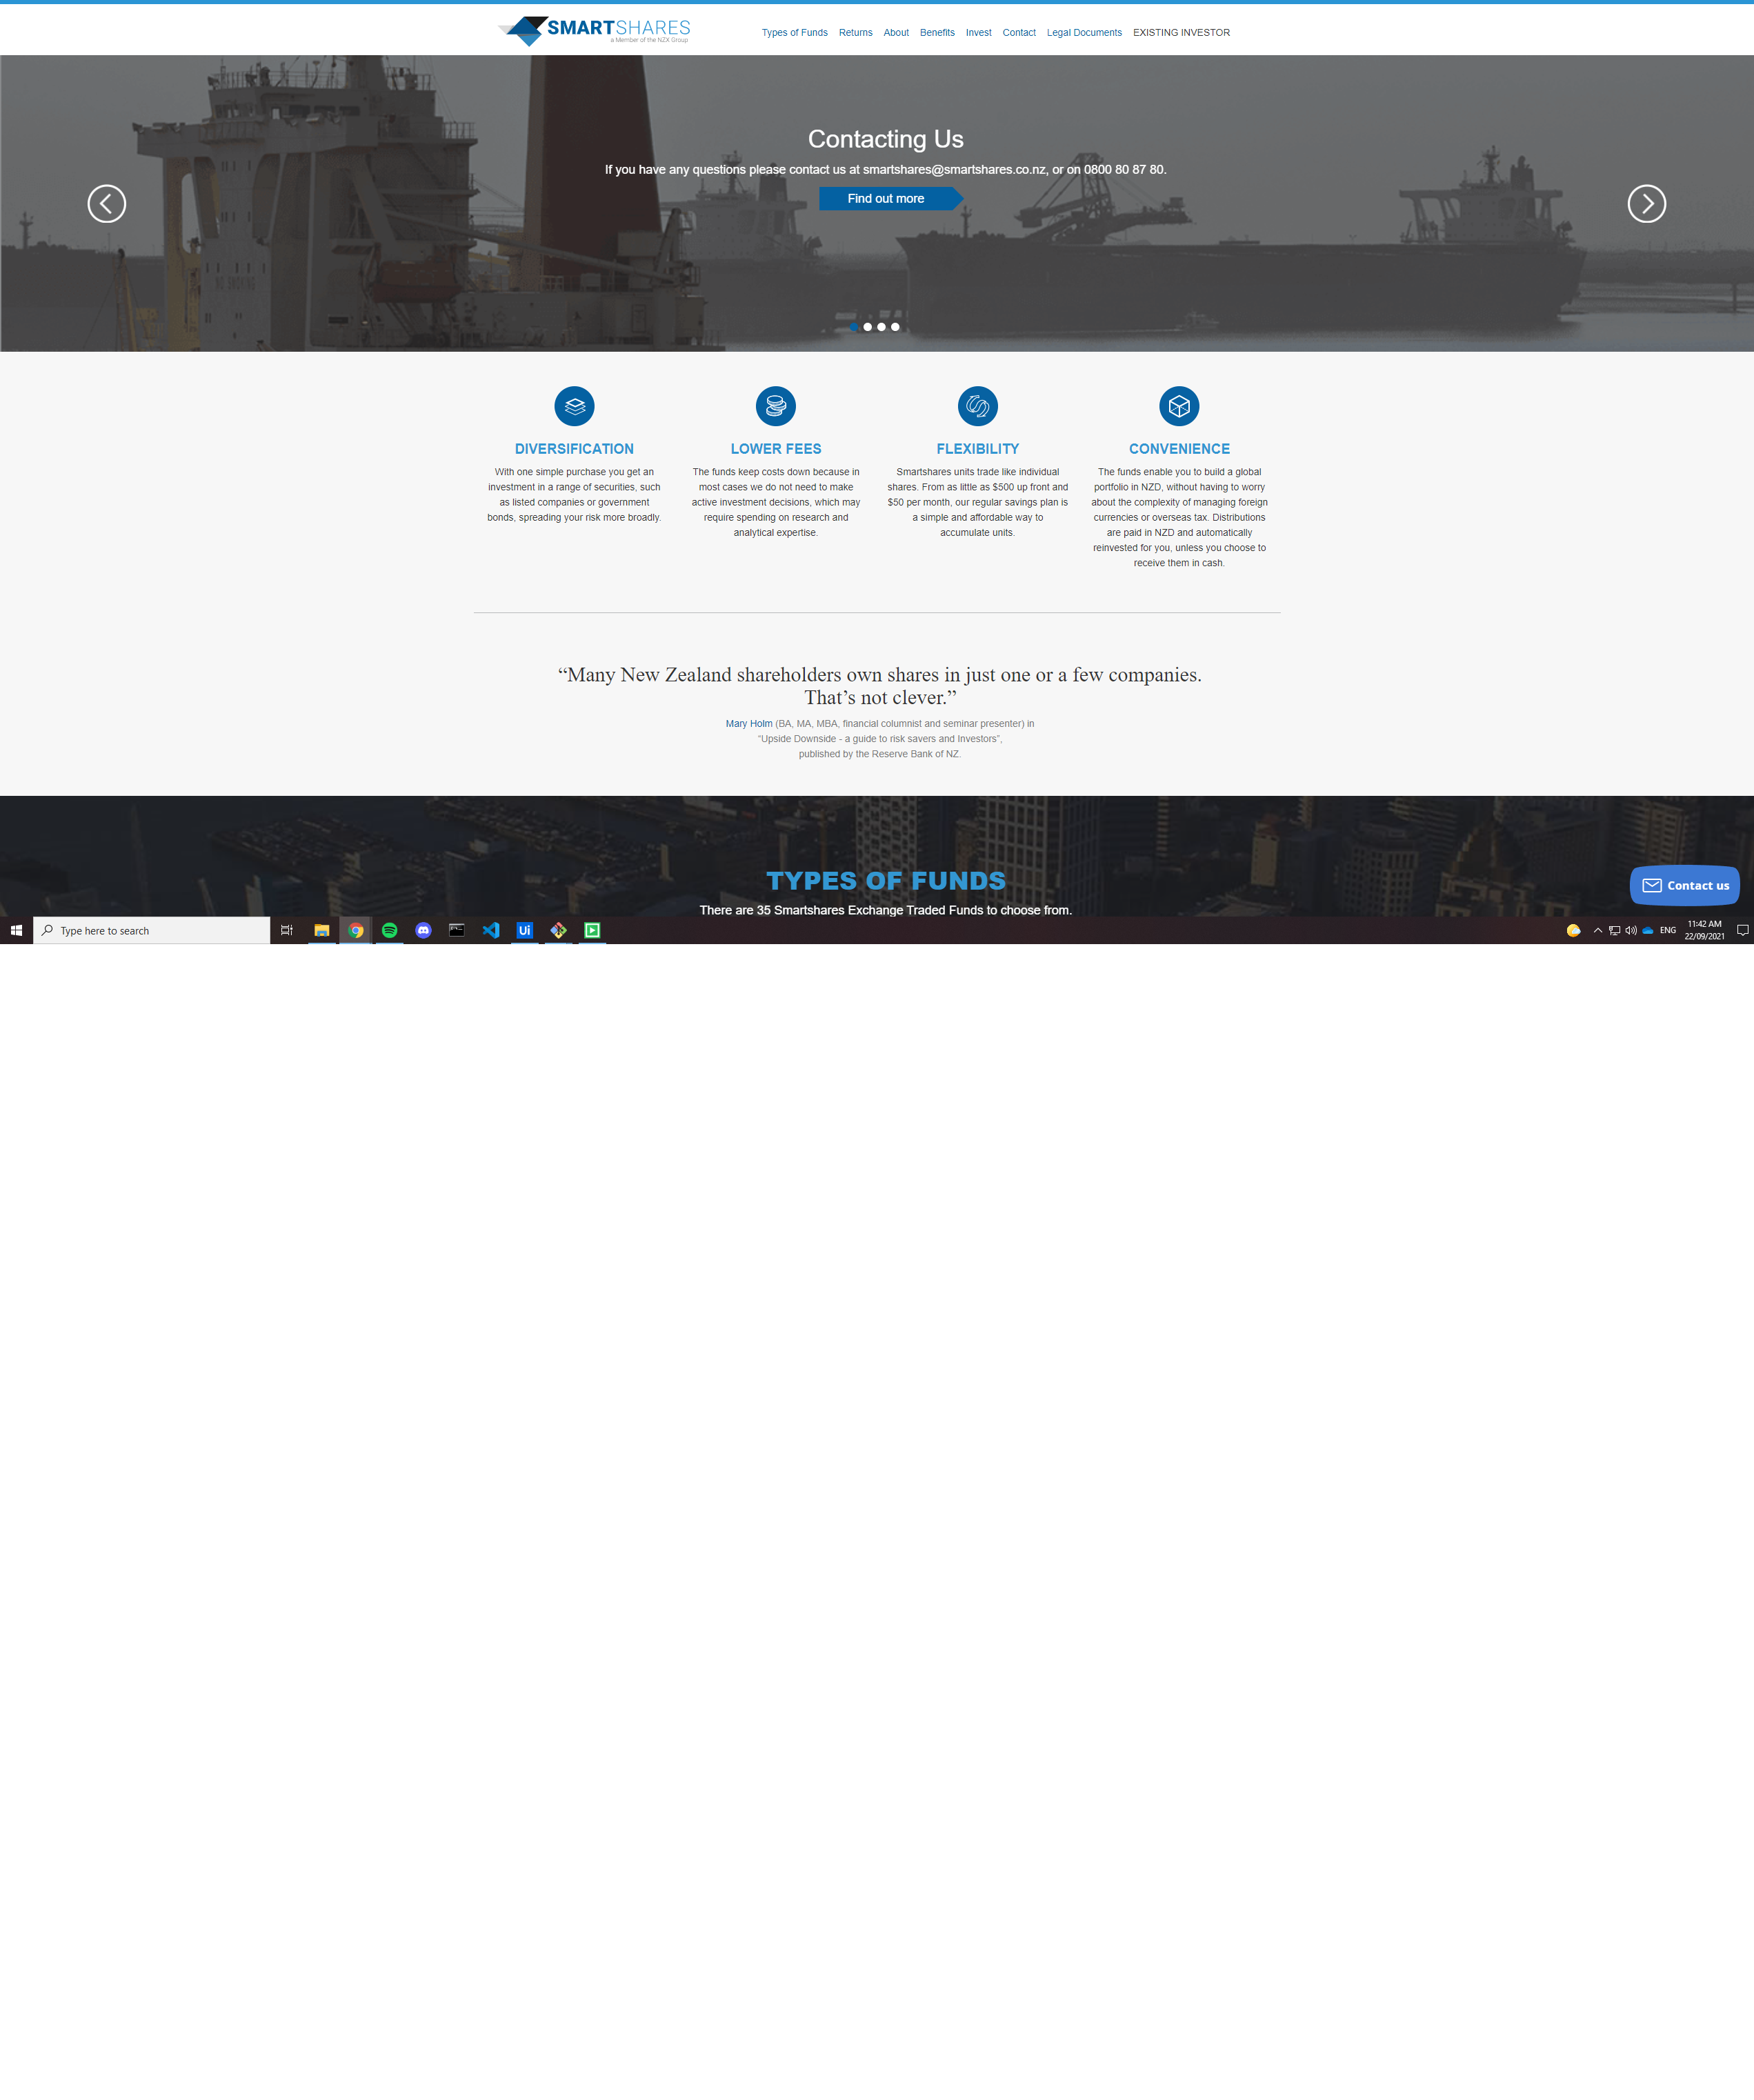 SMARTSHARES
a Member of the NZX Group
Types of Funds Returns About Benefits Invest Contact Legal Documents EXISTING INVESTOR
Contacting Us
If you have any questions please contact us at smartshares@smartshares.co.nz, or on 0800 80 87 80.
Find out more
NO SMOKING
DIVERSIFICATION
With one simple purchase you get an
investment in a range of securities, such
as listed companies or government
bonds, spreading your risk more broadly.
LOWER FEES
The funds keep costs down because in
most cases we do not need to make
active investment decisions, which may
require spending on research and
analytical expertise.
FLEXIBILITY
Smartshares units trade like individual
shares. From as little as $500 up front and
$50 per month, our regular savings plan is
a simple and affordable way to
accumulate units.
CONVENIENCE
The funds enable you to build a global
portfolio in NZD, without having to worry
about the complexity of managing foreign
currencies or overseas tax. Distributions
are paid in NZD and automatically
reinvested for you, unless you choose to
receive them in cash.
“Many New Zealand shareholders own shares in just one or a few companies.
That’s not clever.”
Mary Holm (BA, MA, MBA, financial columnist and seminar presenter) in
“Upside Downside - a guide to risk savers and Investors”,
published by the Reserve Bank of NZ.
TYPES OF FUNDS
There are 35 Smartshares Exchange Traded Funds to choose from.
Contact us
Type here to search
Ui
ENG
11:42 AM
22/09/2021